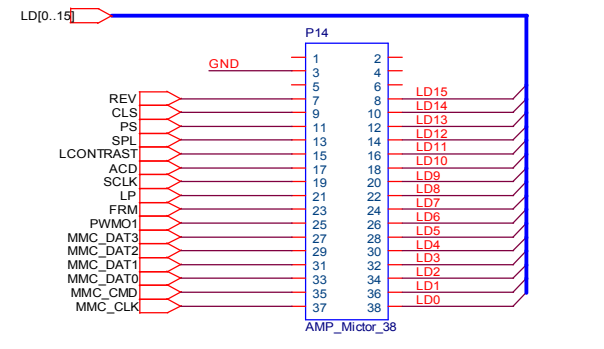 LD[0..15]
P14
1 2
GND 3 4
5 6
REV 7 8 LD15
CLS 9 10 LD14
PS 11 12 LD13
SPL 13 14 LD12
LCONTRAST 15 16 LD11
ACD 17 18 LD10
SCLK 19 20 LD9
LP 21 22 LD8
FRM 23 24 LD7
PWMO1 25 26 LD6
MMC_DAT3 27 28 LD5
MMC_DAT2 29 30 LD4
MMC_DAT1 31 32 LD3
MMC_DAT0 33 34 LD2
MMC_CMD 35 36 LD1
MMC_CLK 37 38 LD0
AMP_Mictor_38